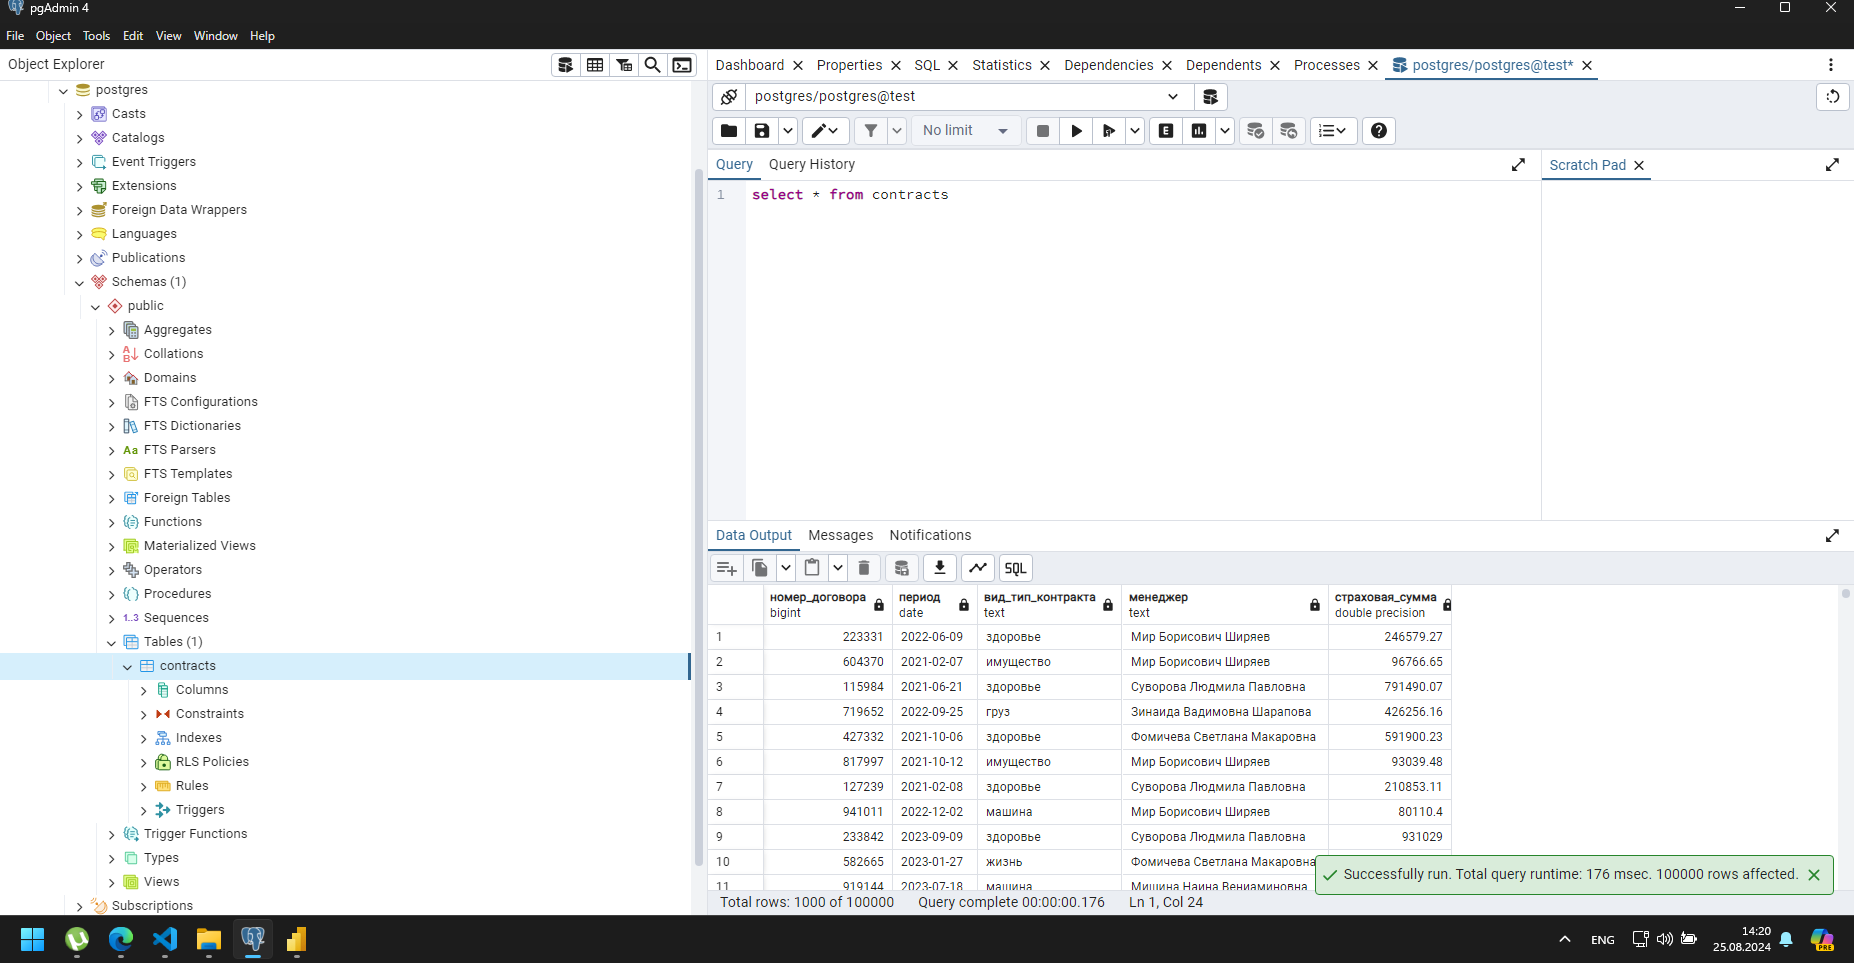 pgAdmin 4
File Object Tools Edit View Window Help
Object Explorer
postgres
Casts
Catalogs
Event Triggers
Extensions
Foreign Data Wrappers
Languages
Publications
Schemas (1)
public
Aggregates
Collations
Domains
FTS Configurations
FTS Dictionaries
Aa FTS Parsers
FTS Templates
Foreign Tables
Functions
Materialized Views
Operators
Procedures
1..3 Sequences
Tables (1)
contracts
Columns
Constraints
Indexes
RLS Policies
Rules
Triggers
Trigger Functions
Types
Views
Subscriptions
Dashboard Properties SQL Statistics Dependencies Dependents Processes postgres/postgres@test*
postgres/postgres@test
No limit E
Query Query History
Scratch Pad
1 select * from contracts
Data Output Messages Notifications
SQL
номер_договора период вид_тип_контракта менеджер страховая_сумма
bigint date text text double precision
1 223331 2022-06-09 здоровье Мир Борисович Ширяев 246579.27
2 604370 2021-02-07 имущество Мир Борисович Ширяев 96766.65
3 115984 2021-06-21 здоровье Суворова Людмила Павловна 791490.07
4 719652 2022-09-25 груз Зинаида Вадимовна Шарапова 426256.16
5 427332 2021-10-06 здоровье Фомичева Светлана Макаровна 591900.23
6 817997 2021-10-12 имущество Мир Борисович Ширяев 93039.48
7 127239 2021-02-08 здоровье Суворова Людмила Павловна 210853.11
8 941011 2022-12-02 машина Мир Борисович Ширяев 80110.4
9 233842 2023-09-09 здоровье Суворова Людмила Павловна 931029
10 582665 2023-01-27 жизнь Фомичева Светлана Макаровна
11 919144 2023-07-18 машина Мишина Наина Вениаминовна
Successfully run. Total query runtime: 176 msec. 100000 rows affected.
Total rows: 1000 of 100000 Query complete 00:00:00.176 Ln 1, Col 24
ENG
14:20
25.08.2024
PRE